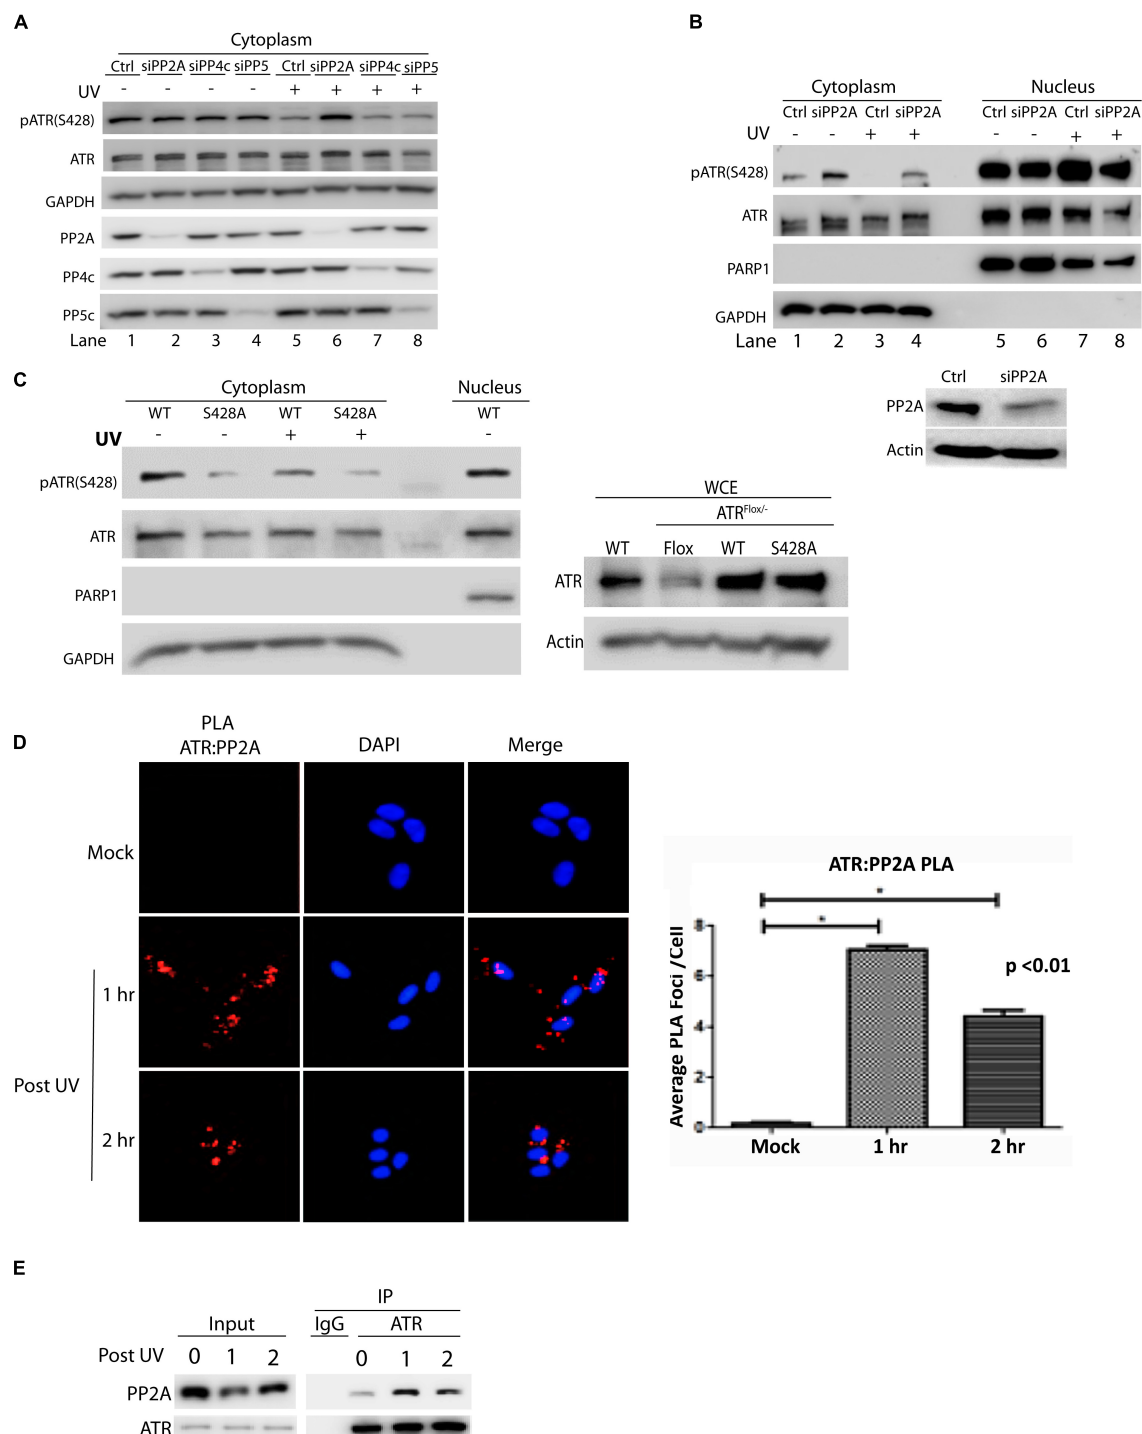 A
Cytoplasm
Ctrl siPP2A siPP4c siPP5 Ctrl siPP2A siPP4c siPP5
UV - - - - + + + +
pATR(S428)
ATR
GAPDH
PP2A
PP4c
PP5c
Lane 1 2 3 4 5 6 7 8
B
Cytoplasm Nucleus
Ctrl siPP2A Ctrl siPP2A Ctrl siPP2A Ctrl siPP2A
UV - - + + - - + +
pATR(S428)
ATR
PARP1
GAPDH
Lane 1 2 3 4 5 6 7 8
Ctrl siPP2A
PP2A
Actin
C
Cytoplasm Nucleus
WT S428A WT S428A WT
UV - - + + -
pATR(S428)
ATR
PARP1
GAPDH
WCE
ATRFlox/-
WT Flox WT S428A
ATR
Actin
D
PLA
ATR:PP2A DAPI Merge
Mock
1 hr
Post UV
2 hr
ATR:PP2A PLA
*
*
p <0.01
Average PLA Foci /Cell
8
6
4
2
0
Mock 1 hr 2 hr
E
IP
Input IgG ATR
Post UV 0 1 2 0 1 2
PP2A
ATR